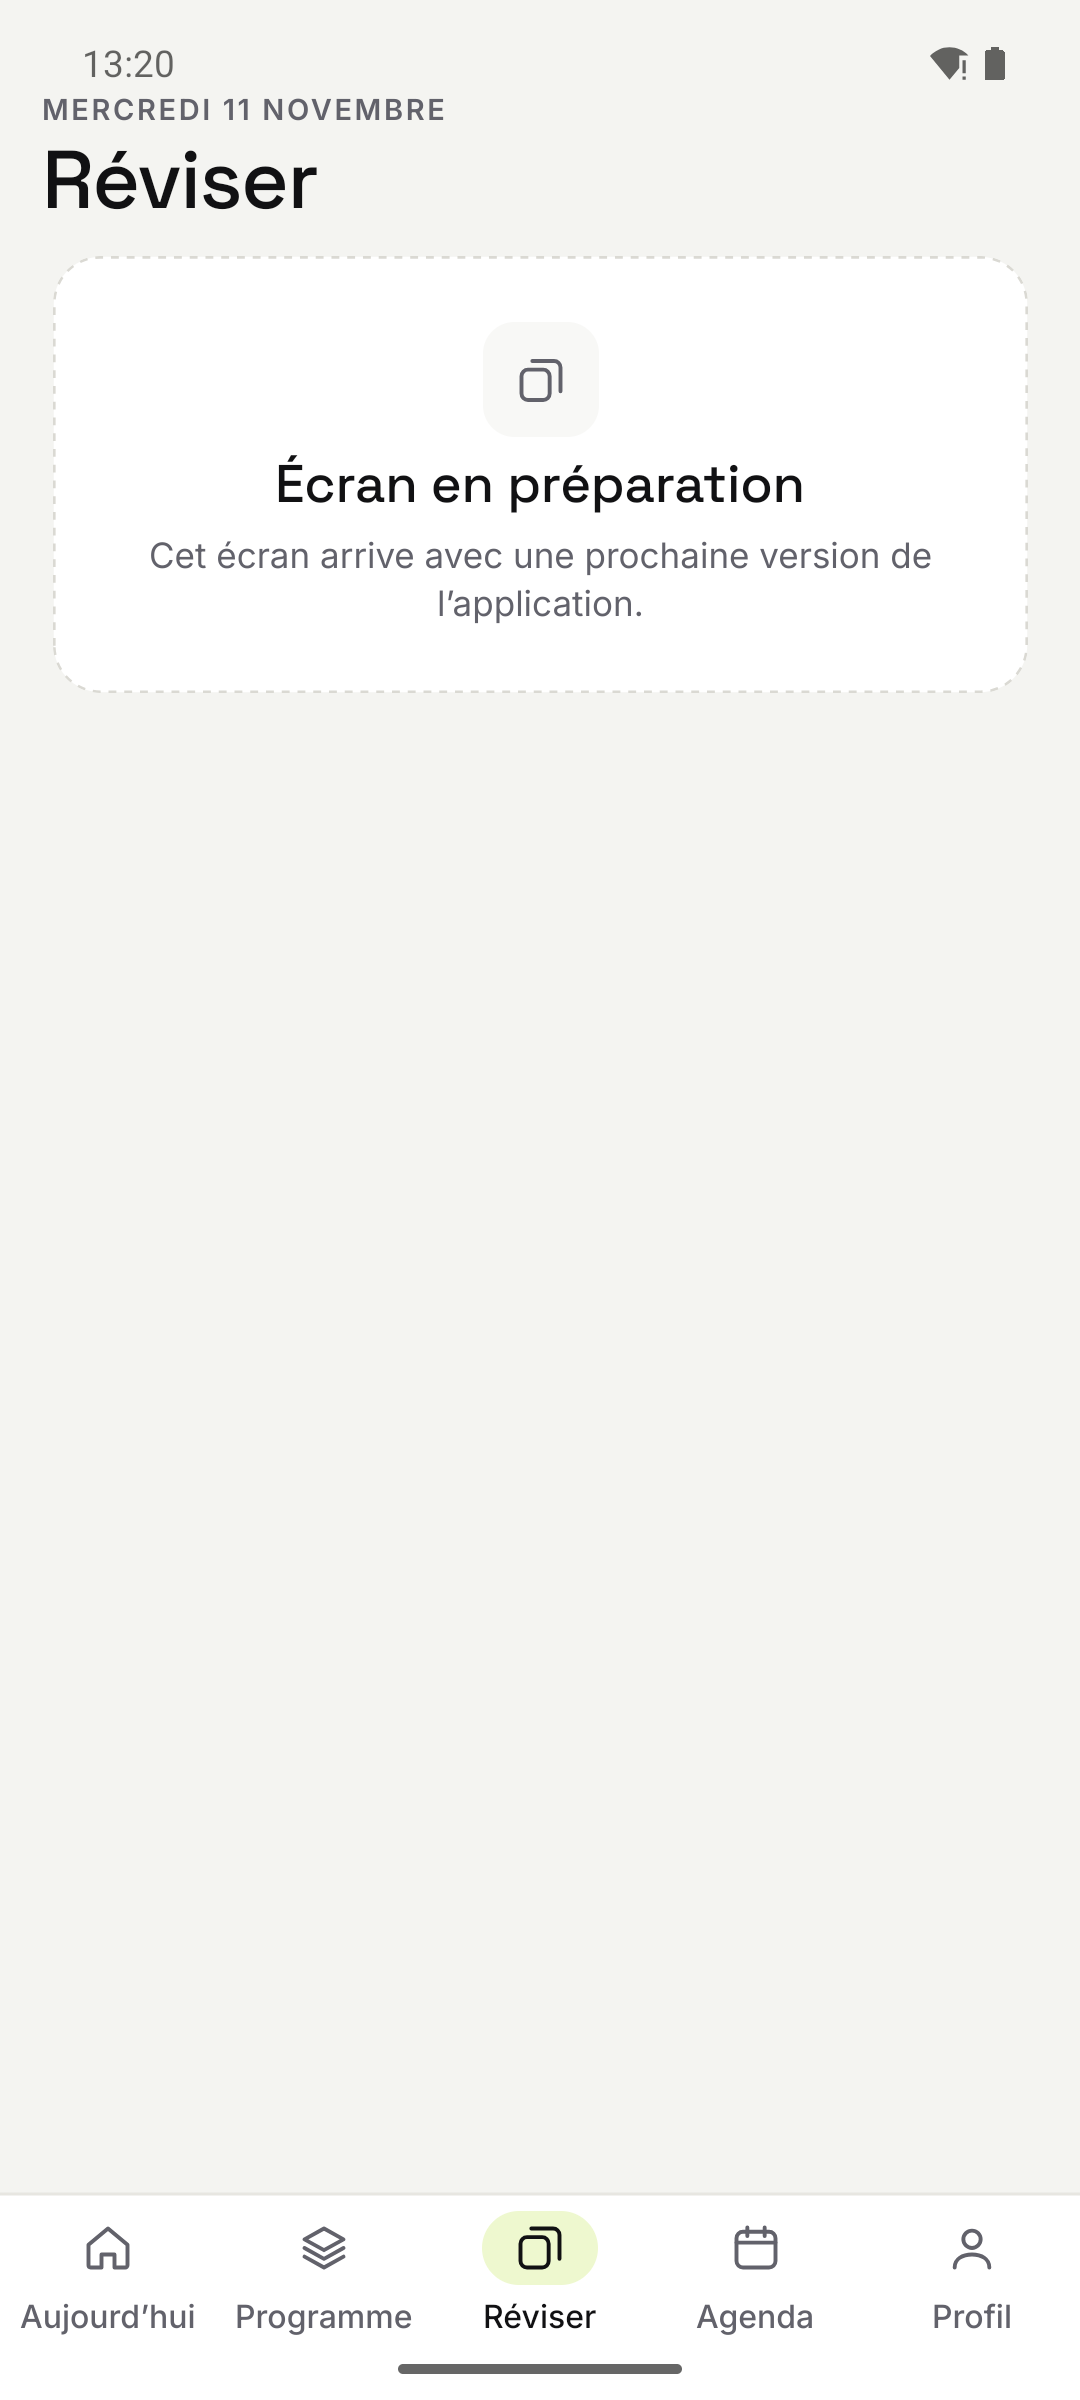 13:20
MERCREDI 11 NOVEMBRE
Réviser
Écran en préparation
Cet écran arrive avec une prochaine version de
l’application.
Aujourd’hui
Programme
Réviser
Agenda
Profil